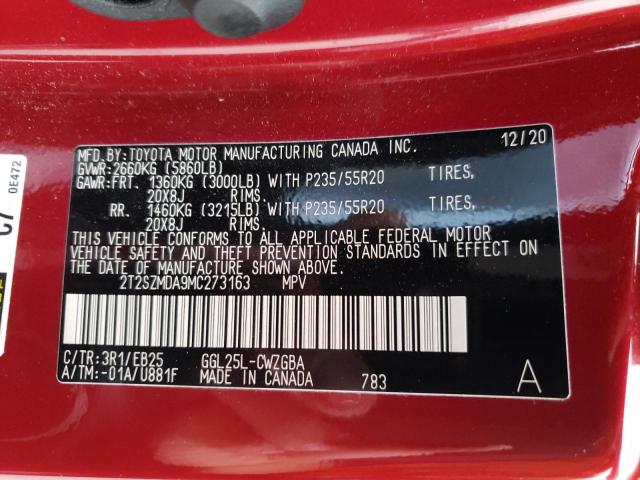 MFD.BY:TOYOTA MOTOR MANUFACTURING CANADA INC. 12/20
GVWR:2660KG (5860LB)
GAWR:FRT. 1360KG (3000LB) WITH P235/55R20 TIRES,
20X8J RIMS.
RR. 1460KG (3215LB) WITH P235/55R20 TIRES,
20X8J RIMS.
THIS VEHICLE CONFORMS TO ALL APPLICABLE FEDERAL MOTOR
VEHICLE SAFETY AND THEFT PREVENTION STANDARDS IN EFFECT ON
THE DATE OF MANUFACTURE SHOWN ABOVE.
2T2SZMDA9MC273163 MPV
C/TR:3R1/EB25 GGL25L-CWZGBA
A/TM:-01A/U881F MADE IN CANADA 783 A
0E472
C7